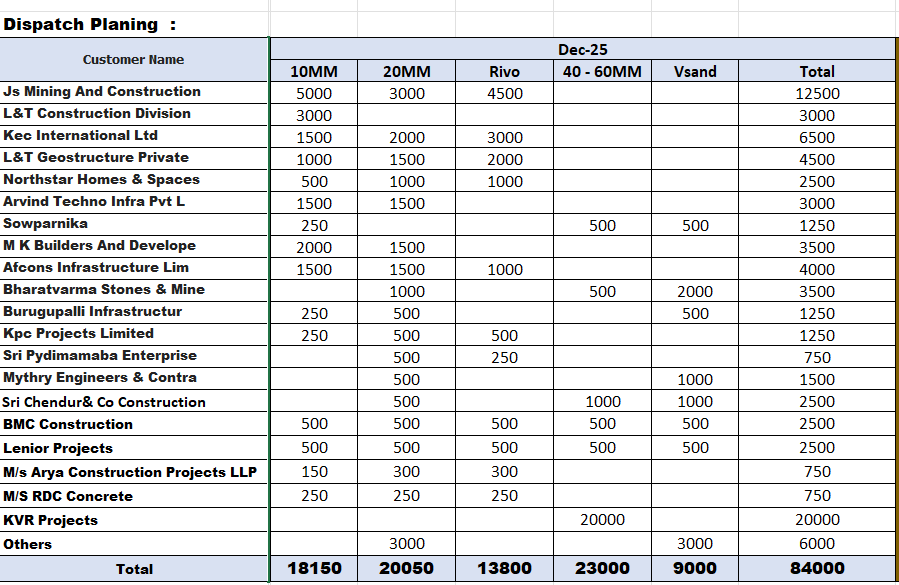 Dispatch Planing :
Customer Name Dec-25
10MM 20MM Rivo 40 - 60MM Vsand Total
Js Mining And Construction 5000 3000 4500 12500
L&T Construction Division 3000 3000
Kec International Ltd 1500 2000 3000 6500
L&T Geostructure Private 1000 1500 2000 4500
Northstar Homes & Spaces 500 1000 1000 2500
Arvind Techno Infra Pvt L 1500 1500 3000
Sowparnika 250 500 500 1250
M K Builders And Develope 2000 1500 3500
Afcons Infrastructure Lim 1500 1500 1000 4000
Bharatvarma Stones & Mine 1000 500 2000 3500
Burugupalli Infrastructur 250 500 500 1250
Kpc Projects Limited 250 500 500 1250
Sri Pydimamaba Enterprise 500 250 750
Mythry Engineers & Contra 500 1000 1500
Sri Chendur& Co Construction 500 1000 1000 2500
BMC Construction 500 500 500 500 500 2500
Lenior Projects 500 500 500 500 500 2500
M/s Arya Construction Projects LLP 150 300 300 750
M/S RDC Concrete 250 250 250 750
KVR Projects 20000 20000
Others 3000 3000 6000
Total 18150 20050 13800 23000 9000 84000